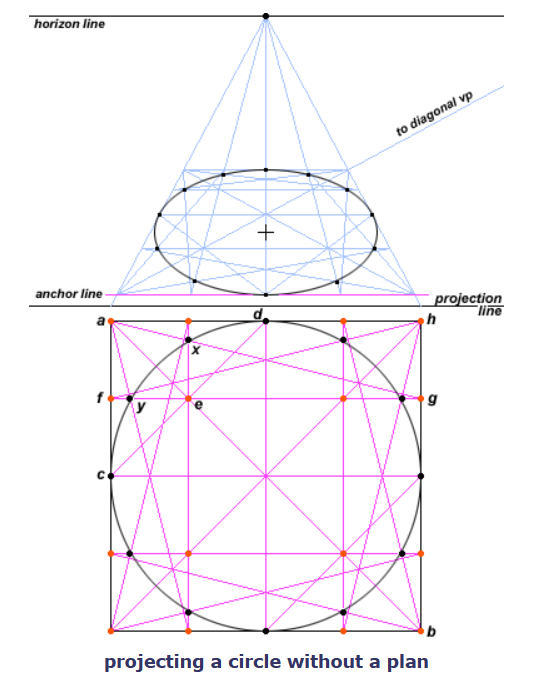 horizon line
to diagonal vp
anchor line
projection
line
a
d
h
x
f
y
e
g
c
b
projecting a circle without a plan